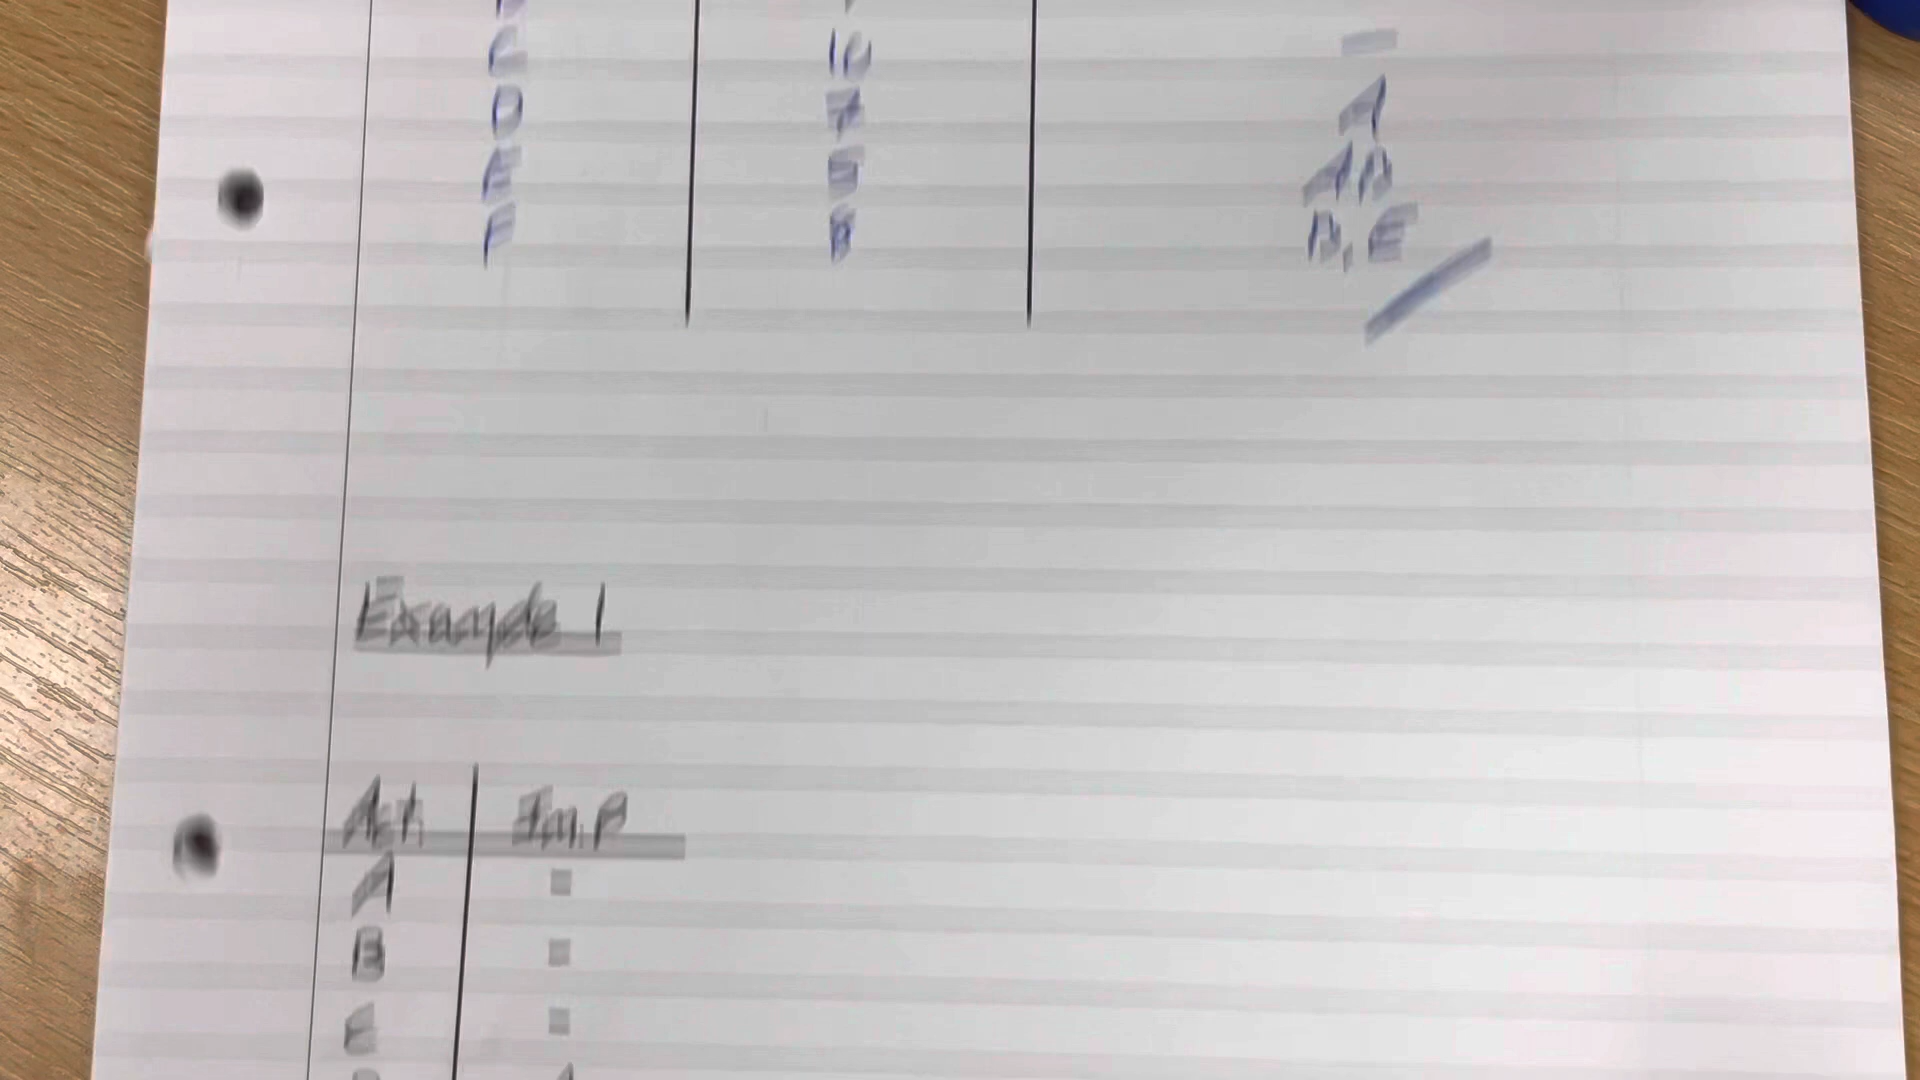 C 10 -
D 7 A
E 5 A B
F 8 B, E
Example 1
Act Im.P
A -
B -
C -